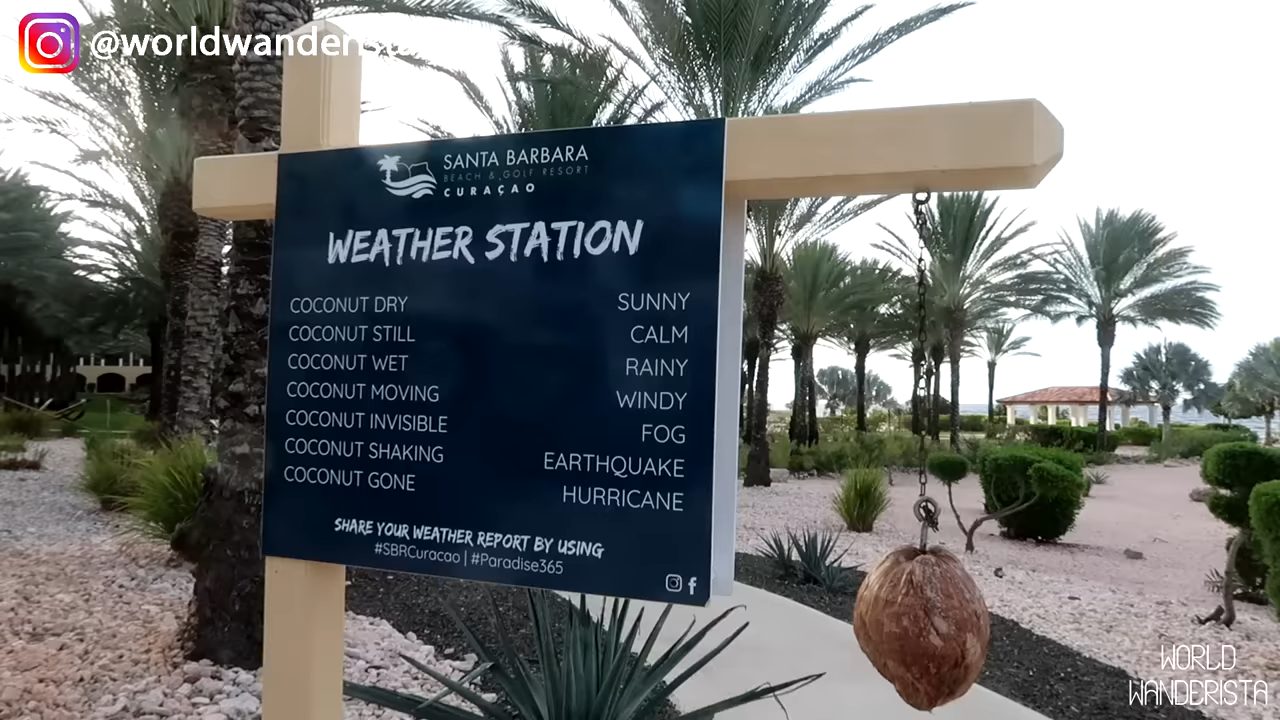 @worldwanderista
SANTA BARBARA
BEACH & GOLF RESORT
CURAÇAO
WEATHER STATION
COCONUT DRY SUNNY
COCONUT STILL CALM
COCONUT WET RAINY
COCONUT MOVING WINDY
COCONUT INVISIBLE FOG
COCONUT SHAKING EARTHQUAKE
COCONUT GONE HURRICANE
SHARE YOUR WEATHER REPORT BY USING
#SBRCuracao | #Paradise365
WORLD
WANDERISTA